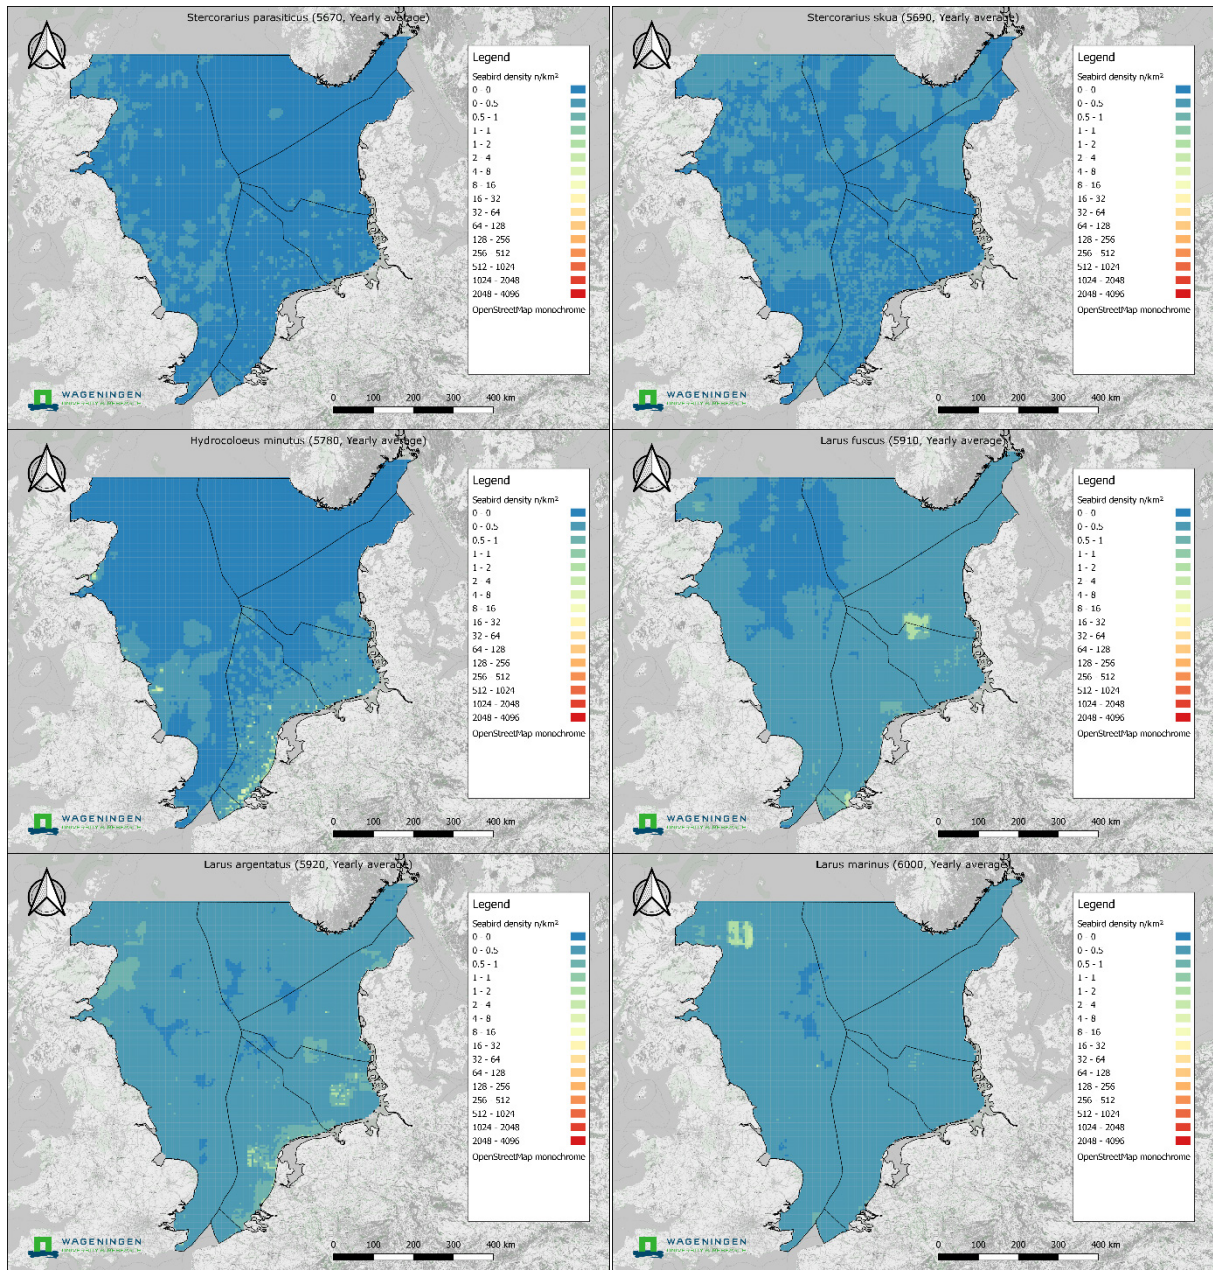 Stercorarius parasiticus (5670, Yearly average)
Legend
Seabird density n/km²
0 - 0
0 - 0.5
0.5 - 1
1 - 1
1 - 2
2 - 4
4 - 8
8 - 16
16 - 32
32 - 64
64 - 128
128 - 256
256 - 512
512 - 1024
1024 - 2048
2048 - 4096
OpenStreetMap monochrome
WAGENINGEN
UNIVERSITY & RESEARCH
0 100 200 300 400 km
Stercorarius skua (5690, Yearly average)
Legend
Seabird density n/km²
0 - 0
0 - 0.5
0.5 - 1
1 - 1
1 - 2
2 - 4
4 - 8
8 - 16
16 - 32
32 - 64
64 - 128
128 - 256
256 - 512
512 - 1024
1024 - 2048
2048 - 4096
OpenStreetMap monochrome
WAGENINGEN
UNIVERSITY & RESEARCH
0 100 200 300 400 km
Hydrocoloeus minutus (5780, Yearly average)
Legend
Seabird density n/km²
0 - 0
0 - 0.5
0.5 - 1
1 - 1
1 - 2
2 - 4
4 - 8
8 - 16
16 - 32
32 - 64
64 - 128
128 - 256
256 - 512
512 - 1024
1024 - 2048
2048 - 4096
OpenStreetMap monochrome
WAGENINGEN
UNIVERSITY & RESEARCH
0 100 200 300 400 km
Larus fuscus (5910, Yearly average)
Legend
Seabird density n/km²
0 - 0
0 - 0.5
0.5 - 1
1 - 1
1 - 2
2 - 4
4 - 8
8 - 16
16 - 32
32 - 64
64 - 128
128 - 256
256 - 512
512 - 1024
1024 - 2048
2048 - 4096
OpenStreetMap monochrome
WAGENINGEN
UNIVERSITY & RESEARCH
0 100 200 300 400 km
Larus argentatus (5920, Yearly average)
Legend
Seabird density n/km²
0 - 0
0 - 0.5
0.5 - 1
1 - 1
1 - 2
2 - 4
4 - 8
8 - 16
16 - 32
32 - 64
64 - 128
128 - 256
256 - 512
512 - 1024
1024 - 2048
2048 - 4096
OpenStreetMap monochrome
WAGENINGEN
UNIVERSITY & RESEARCH
0 100 200 300 400 km
Larus marinus (6000, Yearly average)
Legend
Seabird density n/km²
0 - 0
0 - 0.5
0.5 - 1
1 - 1
1 - 2
2 - 4
4 - 8
8 - 16
16 - 32
32 - 64
64 - 128
128 - 256
256 - 512
512 - 1024
1024 - 2048
2048 - 4096
OpenStreetMap monochrome
WAGENINGEN
UNIVERSITY & RESEARCH
0 100 200 300 400 km